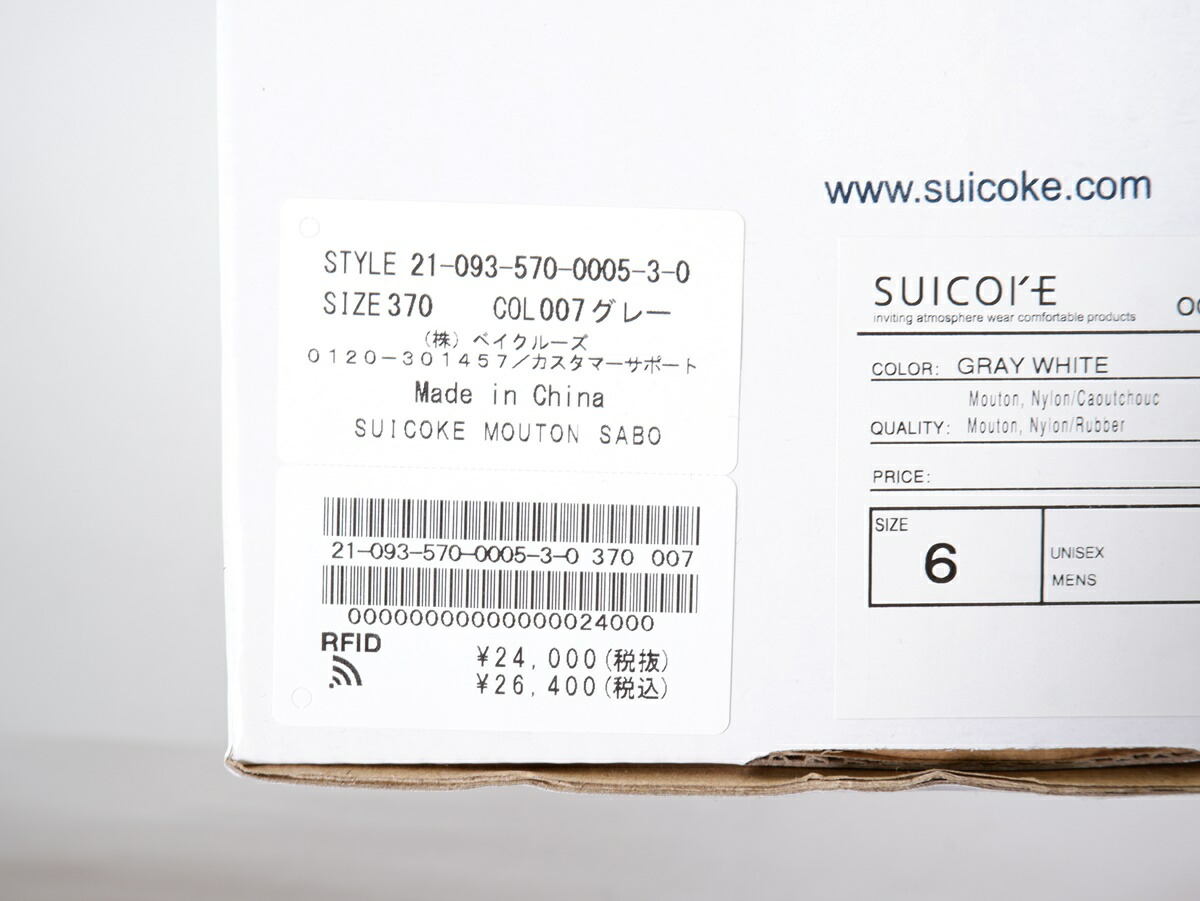 www.suicoke.com
STYLE 21-093-570-0005-3-0
SIZE 370 COL 007 グレー
(株) ベイクルーズ
0120-301457/カスタマーサポート
Made in China
SUICOKE MOUTON SABO
21-093-570-0005-3-0 370 007
00000000000000024000
RFID
¥24,000(税抜)
¥26,400(税込)
SUICOKE
inviting atmosphere wear comfortable products
COLOR: GRAY WHITE
Mouton, Nylon/Caoutchouc
QUALITY: Mouton, Nylon/Rubber
PRICE:
SIZE
6
UNISEX
MENS